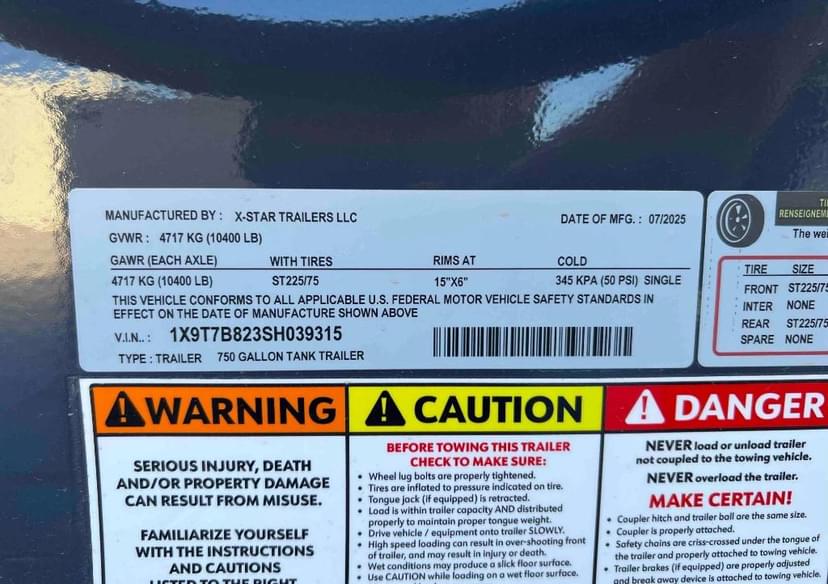 MANUFACTURED BY : X-STAR TRAILERS LLC DATE OF MFG. : 07/2025
GVWR : 4717 KG (10400 LB)
GAWR (EACH AXLE) WITH TIRES RIMS AT COLD
4717 KG (10400 LB) ST225/75 15"X6" 345 KPA (50 PSI) SINGLE
THIS VEHICLE CONFORMS TO ALL APPLICABLE U.S. FEDERAL MOTOR VEHICLE SAFETY STANDARDS IN
EFFECT ON THE DATE OF MANUFACTURE SHOWN ABOVE
V.I.N.. : 1X9T7B823SH039315
TYPE : TRAILER 750 GALLON TANK TRAILER
RENSEIGNEME
The wei
TIRE SIZE
FRONT ST225/75
INTER NONE
REAR ST225/75
SPARE NONE
WARNING
SERIOUS INJURY, DEATH
AND/OR PROPERTY DAMAGE
CAN RESULT FROM MISUSE.
FAMILIARIZE YOURSELF
WITH THE INSTRUCTIONS
AND CAUTIONS
LISTED TO THE RIGHT
CAUTION
BEFORE TOWING THIS TRAILER
CHECK TO MAKE SURE:
• Wheel lug bolts are properly tightened.
• Tires are inflated to pressure indicated on tire.
• Tongue jack (if equipped) is retracted.
• Load is within trailer capacity AND distributed
properly to maintain proper tongue weight.
• Drive vehicle / equipment onto trailer SLOWLY.
• High speed loading can result in over-shooting front
of trailer, and may result in injury or death.
• Wet conditions may produce a slick floor surface.
• Use CAUTION while loading on a wet floor surface.
DANGER
NEVER load or unload trailer
not coupled to the towing vehicle.
NEVER overload the trailer.
MAKE CERTAIN!
• Coupler hitch and trailer ball are the same size.
• Coupler is properly attached.
• Safety chains are criss-crossed under the tongue of
the trailer and properly attached to towing vehicle.
• Trailer brakes (if equipped) are properly adjusted
and break away device is attached to towing vehicle.